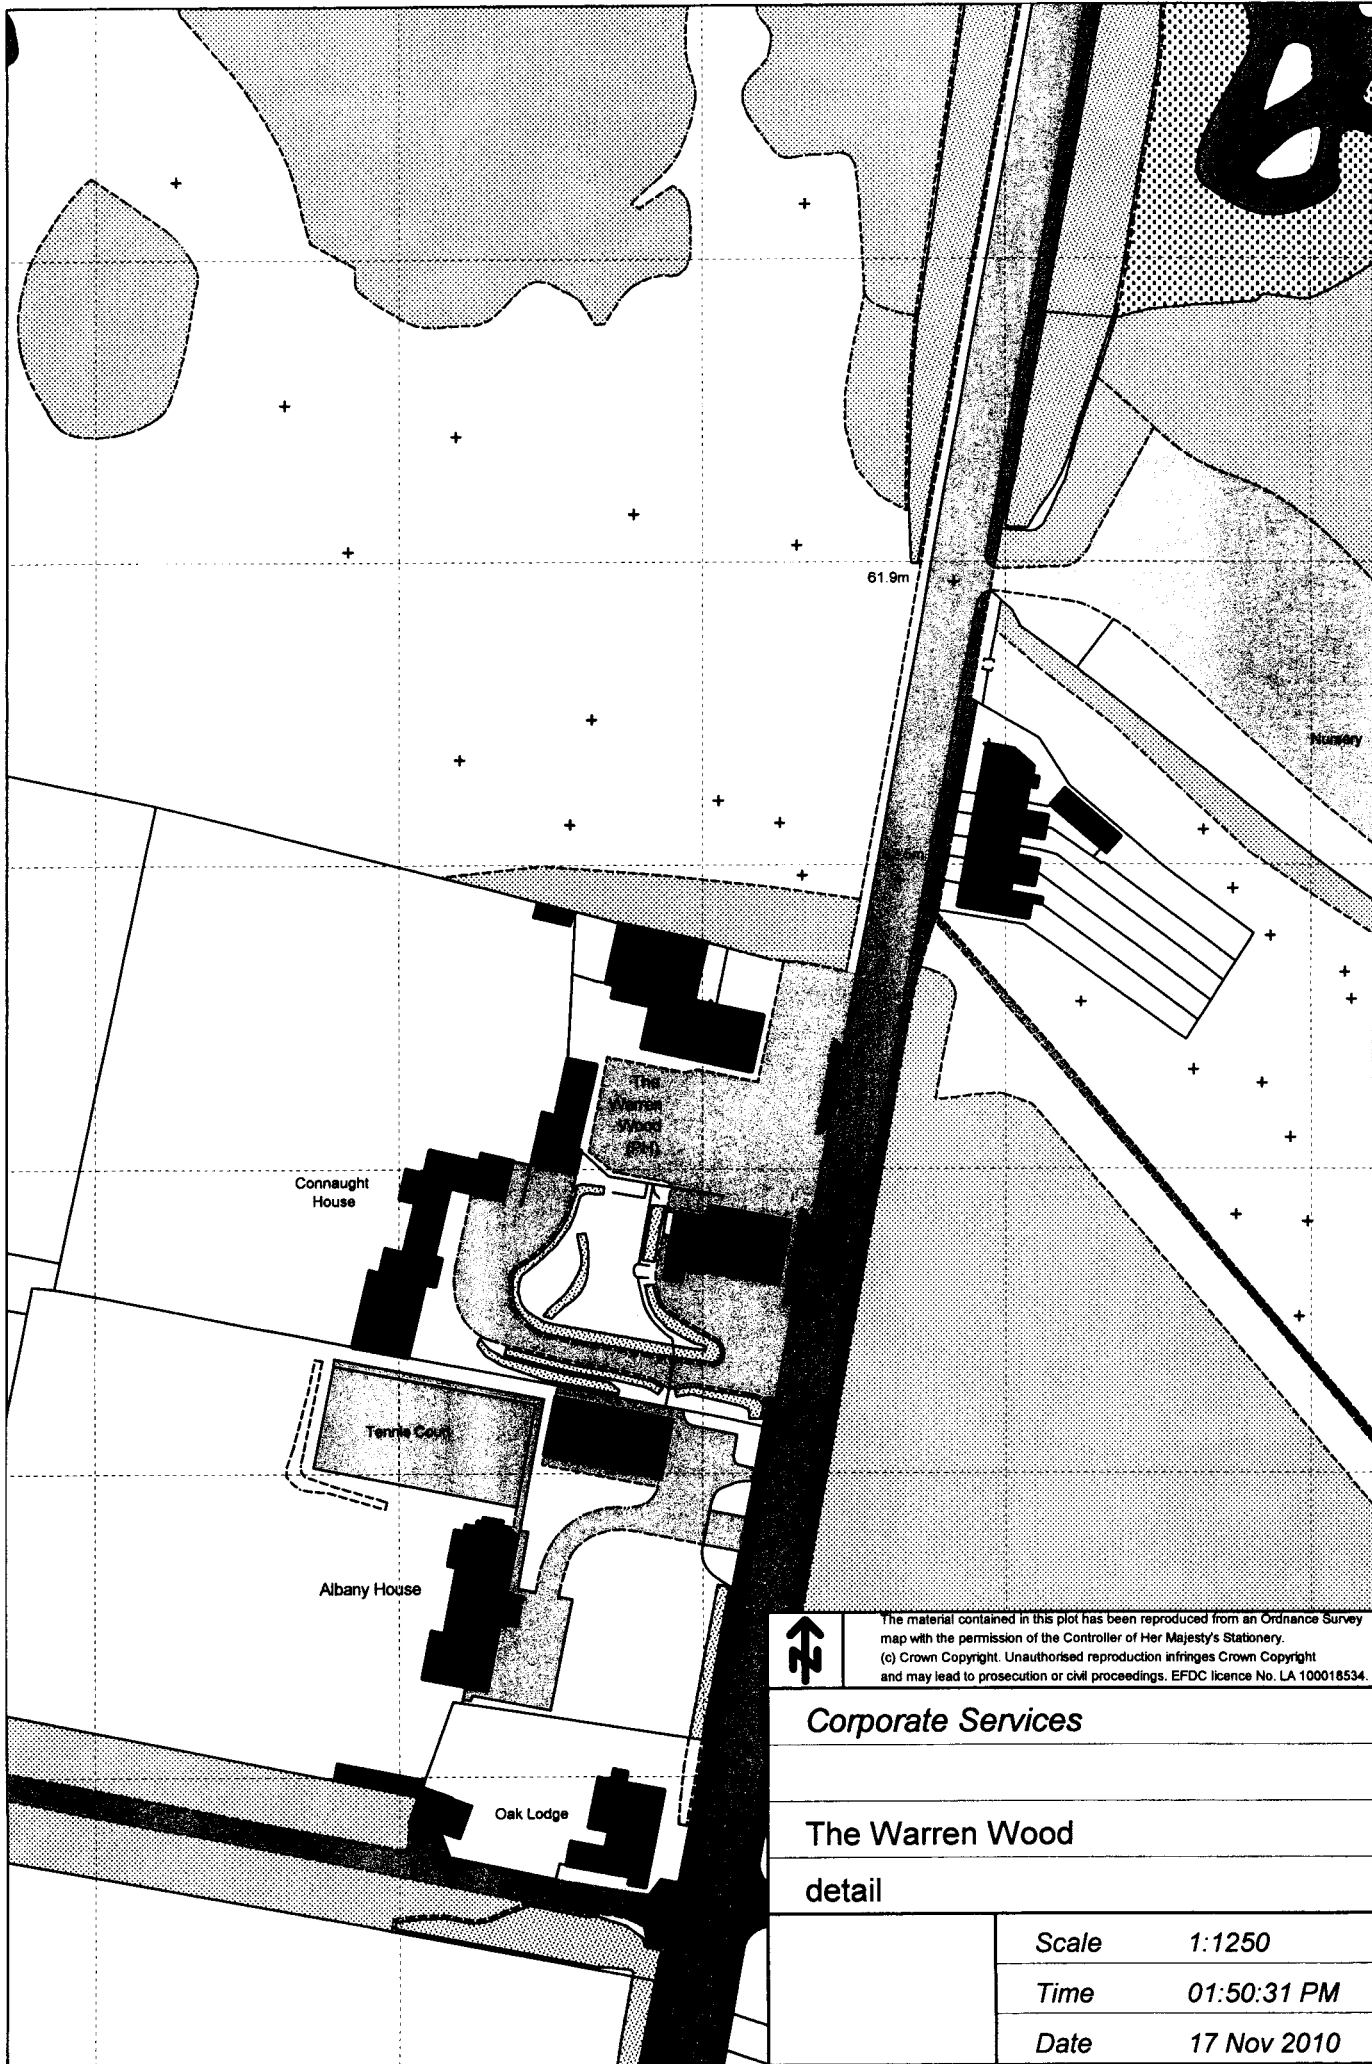 61.9m
Nursery
The
Warren
Wood
(PH)
Connaught
House
Tennis Court
Albany House
Oak Lodge
N
The material contained in this plot has been reproduced from an Ordnance Survey
map with the permission of the Controller of Her Majesty's Stationery.
(c) Crown Copyright. Unauthorised reproduction infringes Crown Copyright
and may lead to prosecution or civil proceedings. EFDC licence No. LA 100018534.
Corporate Services
The Warren Wood
detail
Scale 1:1250
Time 01:50:31 PM
Date 17 Nov 2010